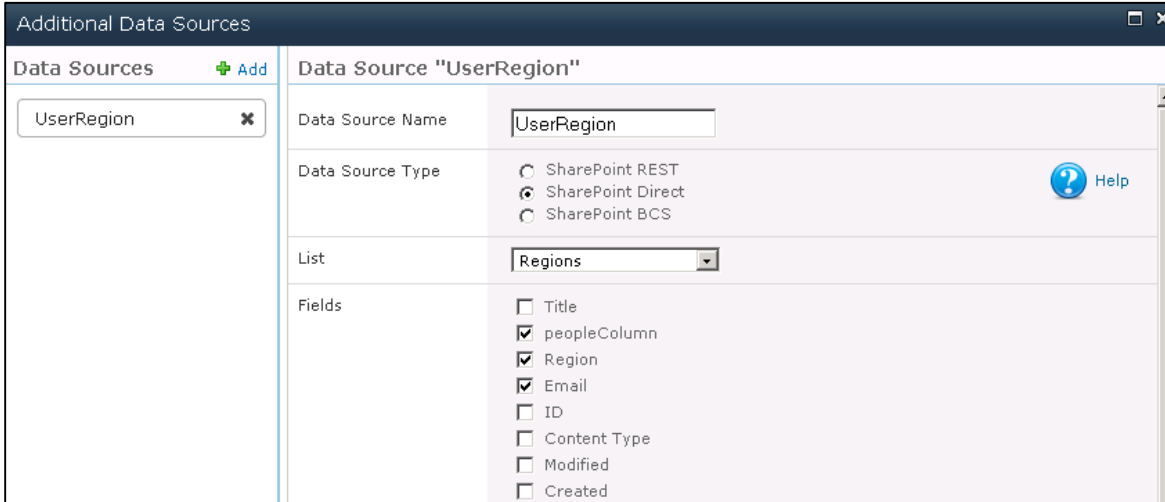 Additional Data Sources
Data Sources
Add
UserRegion
Data Source "UserRegion"
Data Source Name
UserRegion
Data Source Type
SharePoint REST
SharePoint Direct
SharePoint BCS
Help
List
Regions
Fields
Title
peopleColumn
Region
Email
ID
Content Type
Modified
Created